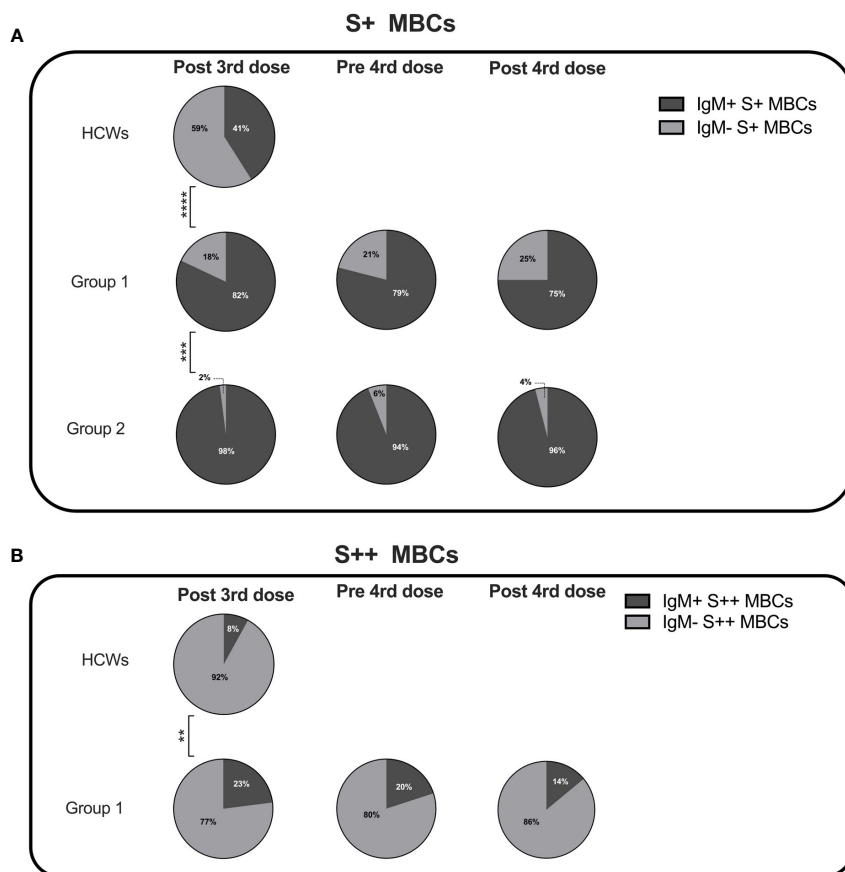 A
S+ MBCs
Post 3rd dose Pre 4rd dose Post 4rd dose
IgM+ S+ MBCs
IgM- S+ MBCs
HCWs
59% 41%
****
Group 1
18% 82%
21% 79%
25% 75%
***
Group 2
2% 98%
6% 94%
4% 96%
B
S++ MBCs
Post 3rd dose Pre 4rd dose Post 4rd dose
IgM+ S++ MBCs
IgM- S++ MBCs
HCWs
8%
92%
**
Group 1
23% 77%
20% 80%
14% 86%